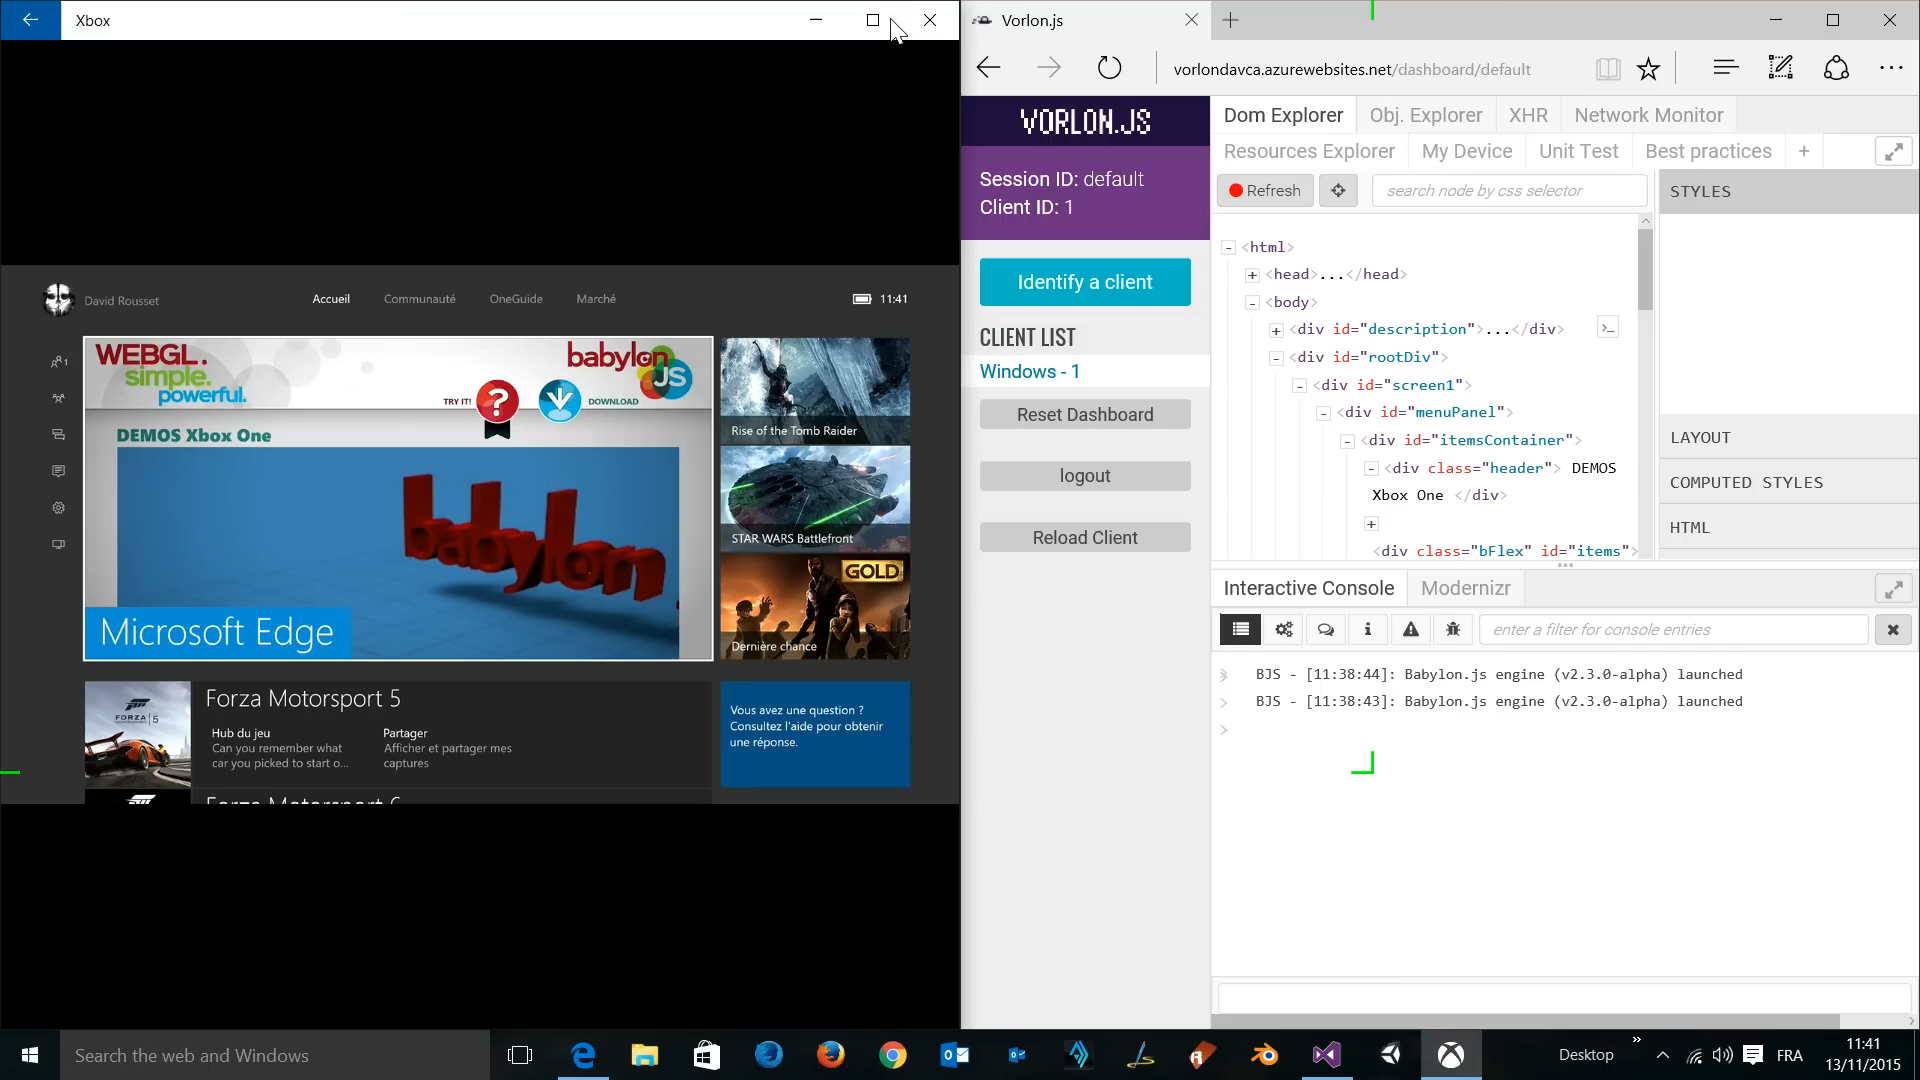 Xbox
David Rousset
Accueil
Communauté
OneGuide
Marché
11:41
WEBGL.
simple.
powerful.
babylon
JS
TRY IT!
?
DOWNLOAD
DEMOS Xbox One
babylon
Microsoft Edge
Rise of the Tomb Raider
STAR WARS Battlefront
GOLD
Dernière chance
FORZA 5
Forza Motorsport 5
Hub du jeu
Can you remember what
car you picked to start o...
Partager
Afficher et partager mes
captures
Vous avez une question ?
Consultez l'aide pour obtenir
une réponse.
Forza Motorsport 6
Vorlon.js
vorlondavca.azurewebsites.net/dashboard/default
VORLON.JS
Session ID: default
Client ID: 1
Identify a client
CLIENT LIST
Windows - 1
Reset Dashboard
logout
Reload Client
Dom Explorer
Obj. Explorer
XHR
Network Monitor
Resources Explorer
My Device
Unit Test
Best practices
+
Refresh
search node by css selector
STYLES
- <html>
+ <head>...</head>
- <body>
+ <div id="description">...</div>
- <div id="rootDiv">
- <div id="screen1">
- <div id="menuPanel">
- <div id="itemsContainer">
- <div class="header"> DEMOS
Xbox One </div>
+
<div class="bFlex" id="items">
LAYOUT
COMPUTED STYLES
HTML
Interactive Console
Modernizr
enter a filter for console entries
BJS - [11:38:44]: Babylon.js engine (v2.3.0-alpha) launched
BJS - [11:38:43]: Babylon.js engine (v2.3.0-alpha) launched
Search the web and Windows
Desktop
FRA
11:41
13/11/2015